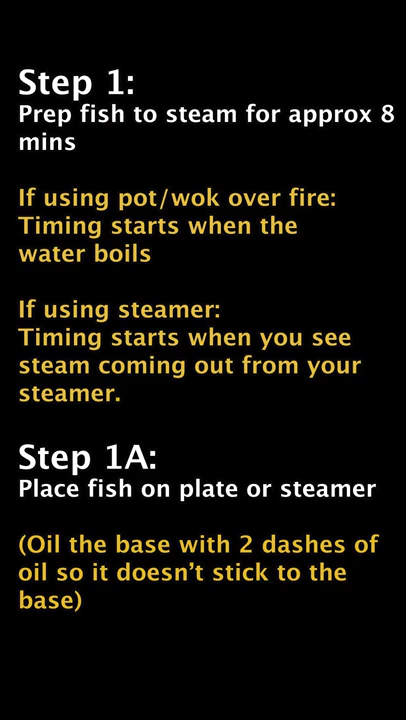 Step 1:
Prep fish to steam for approx 8
mins
If using pot/wok over fire:
Timing starts when the
water boils
If using steamer:
Timing starts when you see
steam coming out from your
steamer.
Step 1A:
Place fish on plate or steamer
(Oil the base with 2 dashes of
oil so it doesn’t stick to the
base)